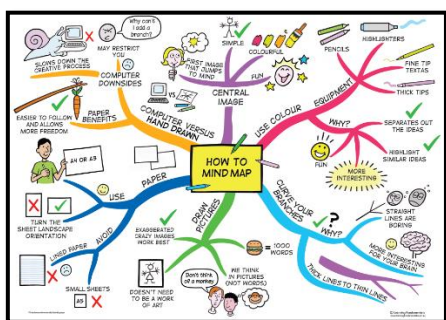 HOW TO
MIND MAP
CENTRAL
IMAGE
SIMPLE
COLOURFUL
FUN
FIRST IMAGE
THAT JUMPS
TO MIND
USE COLOUR
EQUIPMENT
PENCILS
HIGHLIGHTERS
FINE TIP
TEXTAS
THICK TIPS
WHY?
SEPARATES OUT
THE IDEAS
HIGHLIGHT
SIMILAR IDEAS
MORE
INTERESTING
FUN
CURVE YOUR
BRANCHES
WHY?
?
STRAIGHT
LINES ARE
BORING
MORE INTERESTING
FOR YOUR BRAIN
THICK LINES TO THIN LINES
DRAW
PICTURES
= 1000
WORDS
WE THINK
IN PICTURES
(NOT WORDS)
Don't think
of a monkey
EXAGGERATED
CRAZY IMAGES
WORK BEST
DOESN'T NEED
TO BE A WORK
OF ART
PAPER
USE
A4 OR A3
TURN THE
SHEET LANDSCAPE
ORIENTATION
AVOID
LINED PAPER
SMALL SHEETS
A5
COMPUTER VERSUS
HAND DRAWN
VS
COMPUTER
DOWNSIDES
MAY RESTRICT
YOU
Why can't
I add a
branch?
SLOWS DOWN THE
CREATIVE PROCESS
PAPER
BENEFITS
EASIER TO FOLLOW
AND ALLOWS
MORE FREEDOM